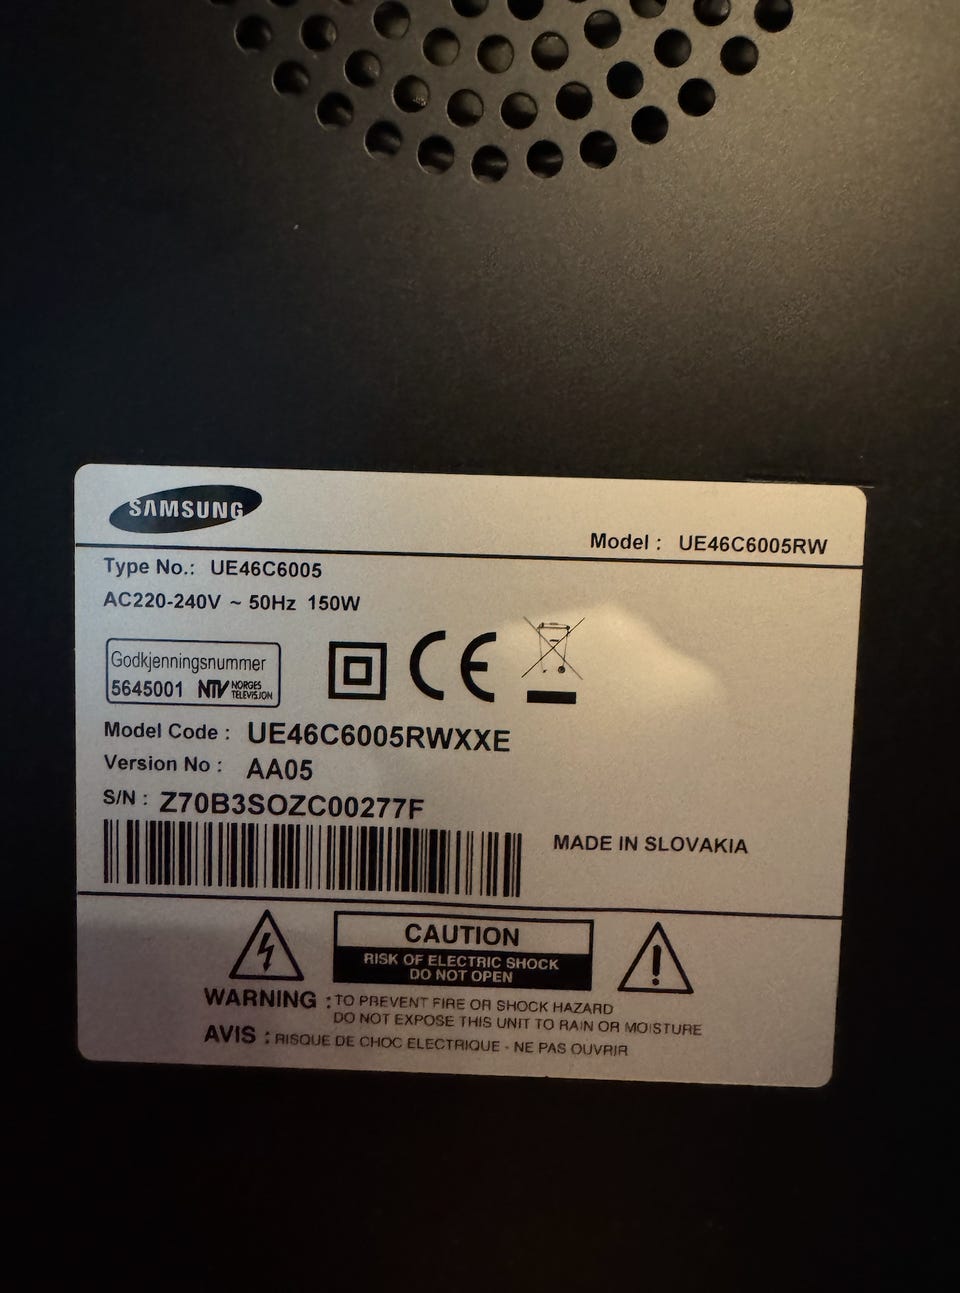 SAMSUNG
Model : UE46C6005RW
Type No.: UE46C6005
AC220-240V ~ 50Hz 150W
Godkjenningsnummer
5645001 NTV NORGES TELEVISJON
CE
Model Code : UE46C6005RWXXE
Version No : AA05
S/N : Z70B3SOZC00277F
MADE IN SLOVAKIA
CAUTION
RISK OF ELECTRIC SHOCK
DO NOT OPEN
WARNING : TO PREVENT FIRE OR SHOCK HAZARD
DO NOT EXPOSE THIS UNIT TO RAIN OR MOISTURE
AVIS : RISQUE DE CHOC ELECTRIQUE - NE PAS OUVRIR